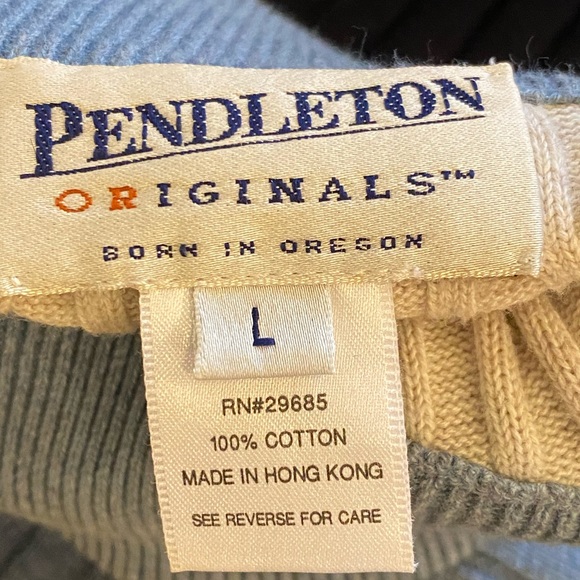 PENDLETON
ORIGINALS™
BORN IN OREGON
L
RN#29685
100% COTTON
MADE IN HONG KONG
SEE REVERSE FOR CARE